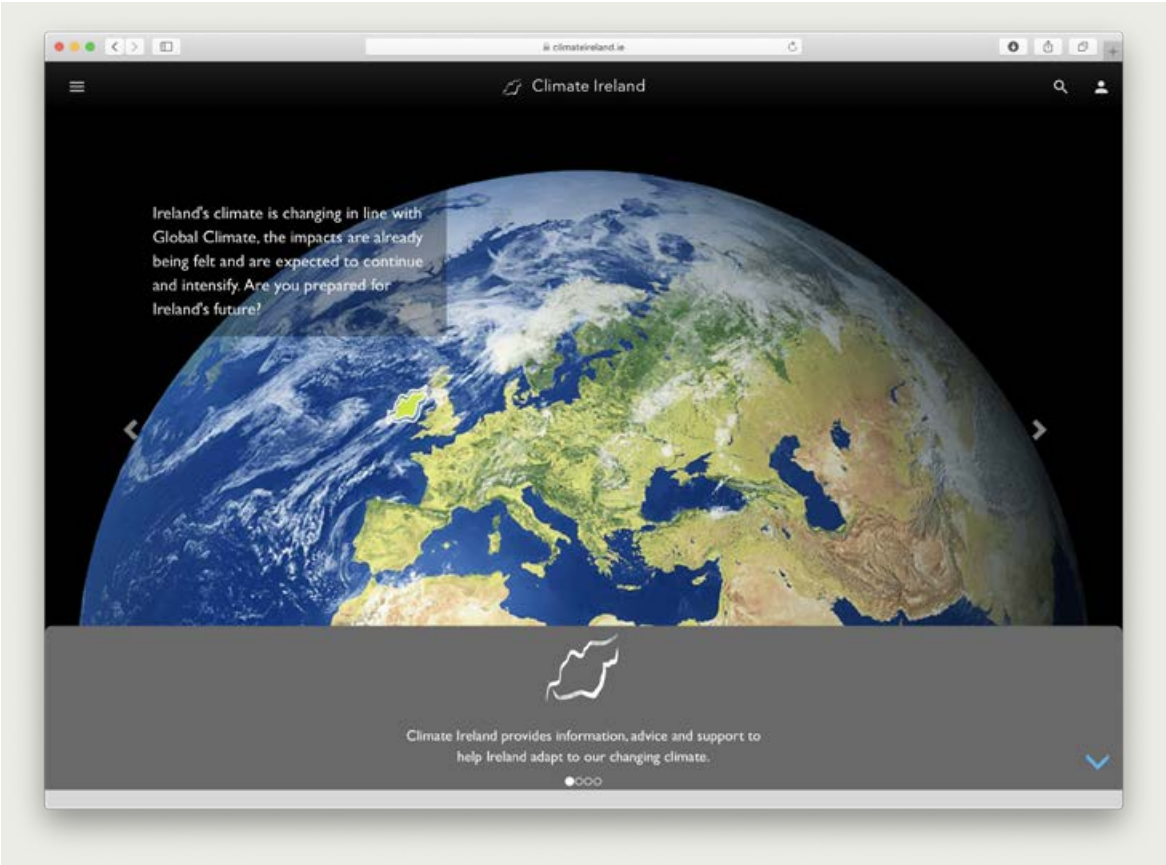 climateireland.ie
Climate Ireland
Ireland's climate is changing in line with
Global Climate, the impacts are already
being felt and are expected to continue
and intensify. Are you prepared for
Ireland's future?
Climate Ireland provides information, advice and support to
help Ireland adapt to our changing climate.